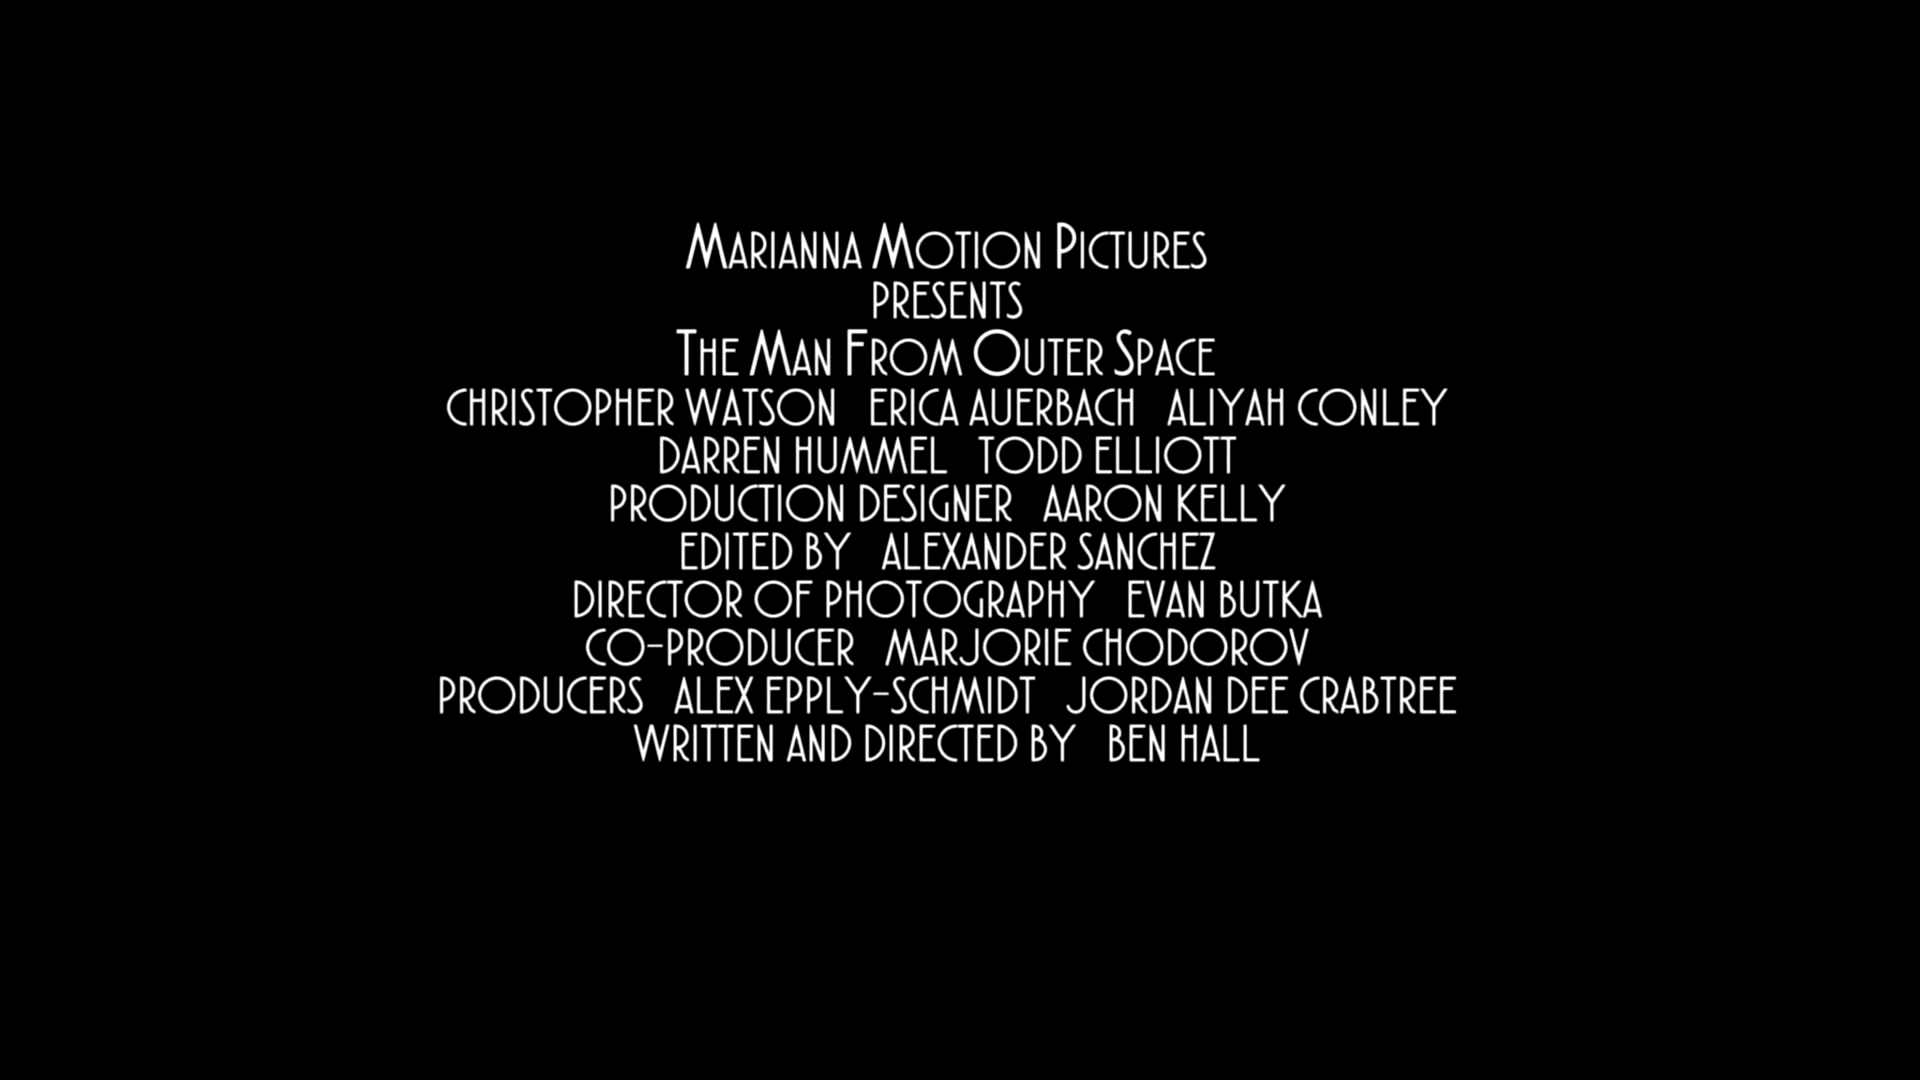 Marianna Motion Pictures
PRESENTS
The Man From Outer Space
CHRISTOPHER WATSON ERICA AUERBACH ALIYAH CONLEY
DARREN HUMMEL TODD ELLIOTT
PRODUCTION DESIGNER AARON KELLY
EDITED BY ALEXANDER SANCHEZ
DIRECTOR OF PHOTOGRAPHY EVAN BUTKA
CO-PRODUCER MARJORIE CHODOROV
PRODUCERS ALEX EPPLY-SCHMIDT JORDAN DEE CRABTREE
WRITTEN AND DIRECTED BY BEN HALL